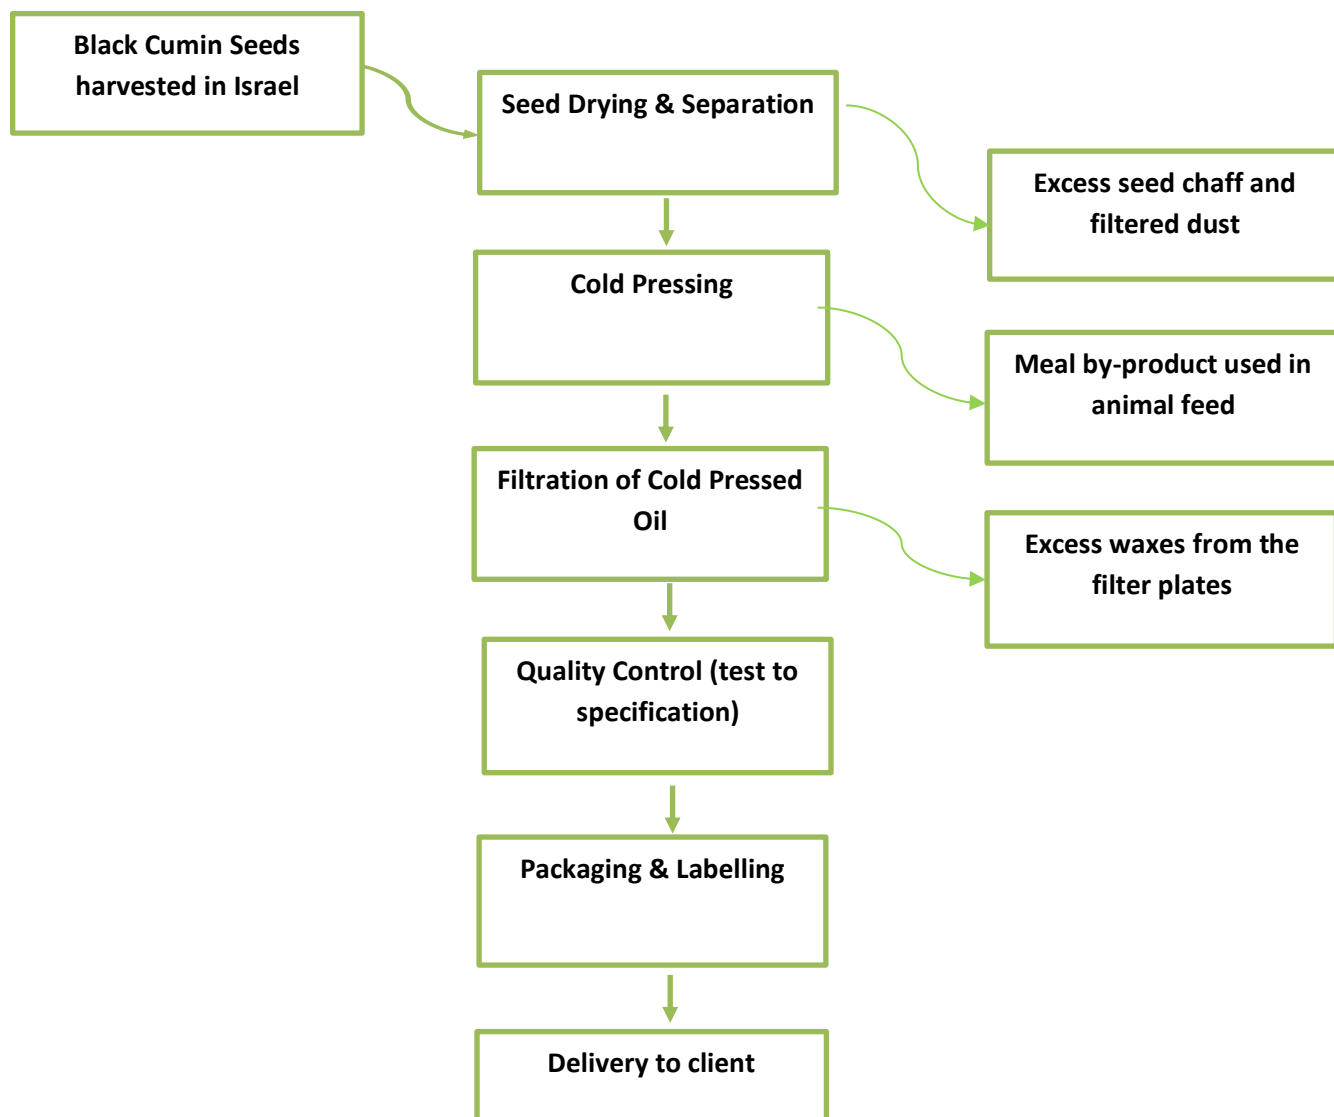 Black Cumin Seeds
harvested in Israel
Seed Drying & Separation
Excess seed chaff and
filtered dust
Cold Pressing
Meal by-product used in
animal feed
Filtration of Cold Pressed
Oil
Excess waxes from the
filter plates
Quality Control (test to
specification)
Packaging & Labelling
Delivery to client